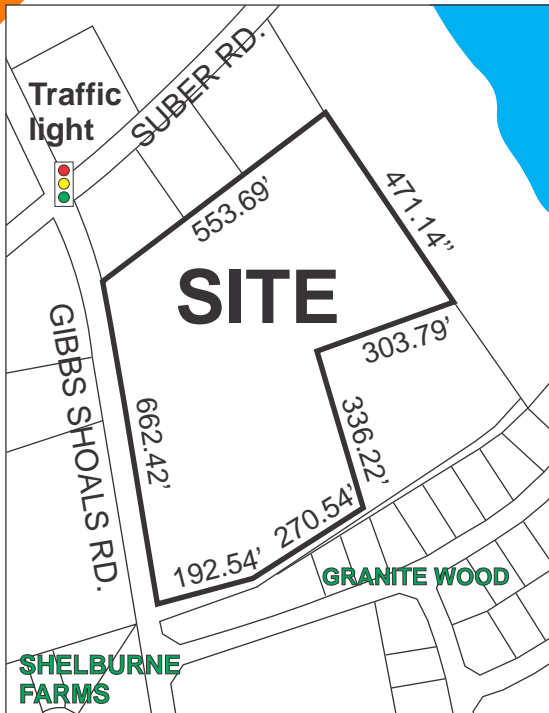 Traffic
light
SUBER RD.
553.69’
471.14”
SITE
303.79’
GIBBS SHOALS RD.
662.42’
336.22’
270.54’
192.54’
GRANITE WOOD
SHELBURNE
FARMS